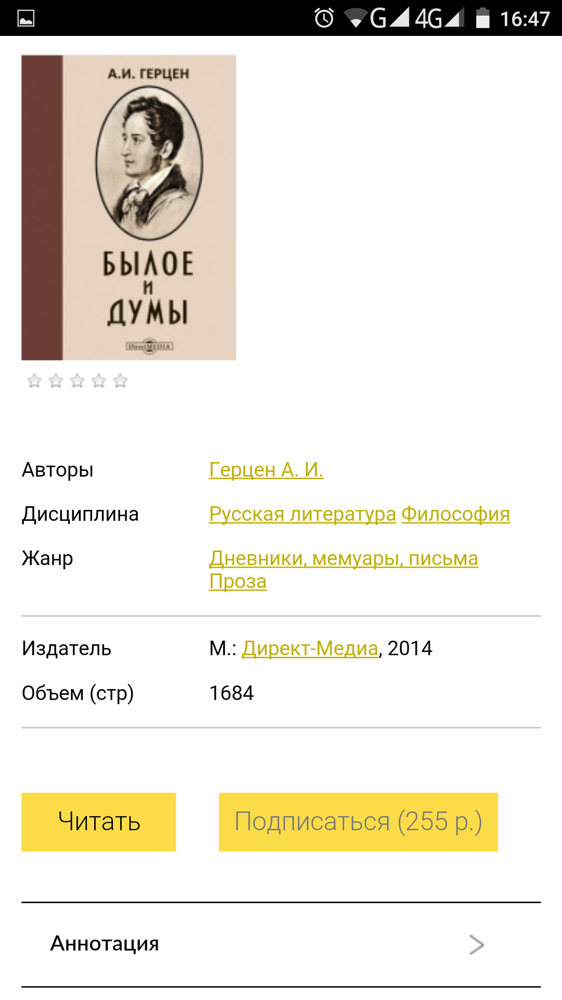 G 4G 16:47
А.И. ГЕРЦЕН
БЫЛОЕ
И
ДУМЫ
DirectMEDIA
Авторы Герцен А. И.
Дисциплина Русская литература Философия
Жанр Дневники, мемуары, письма
Проза
Издатель М.: Директ-Медиа, 2014
Объем (стр) 1684
Читать Подписаться (255 р.)
Аннотация